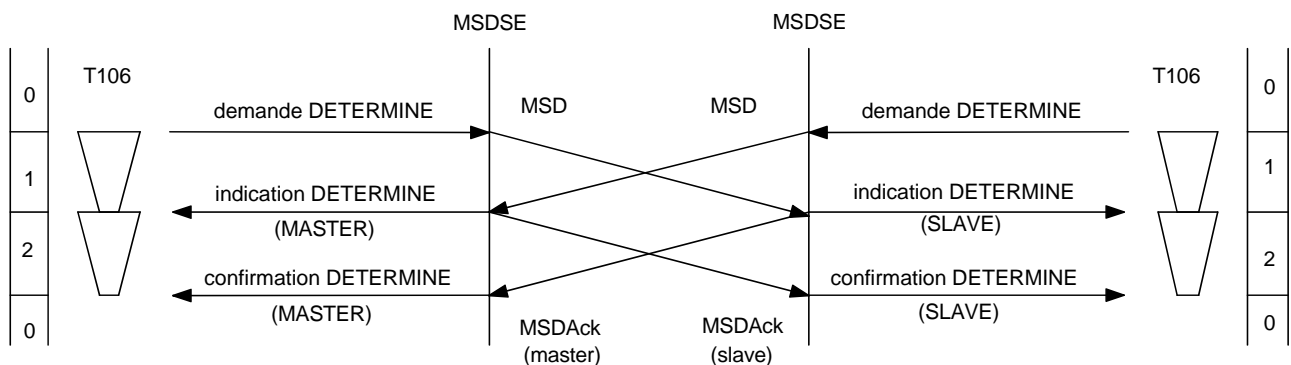 MSDSE MSDSE
T106 T106
0 0
demande DETERMINE MSD MSD demande DETERMINE
1 1
indication DETERMINE indication DETERMINE
(MASTER) (SLAVE)
2 2
confirmation DETERMINE confirmation DETERMINE
(MASTER) (SLAVE)
0 0
MSDAck MSDAck
(master) (slave)